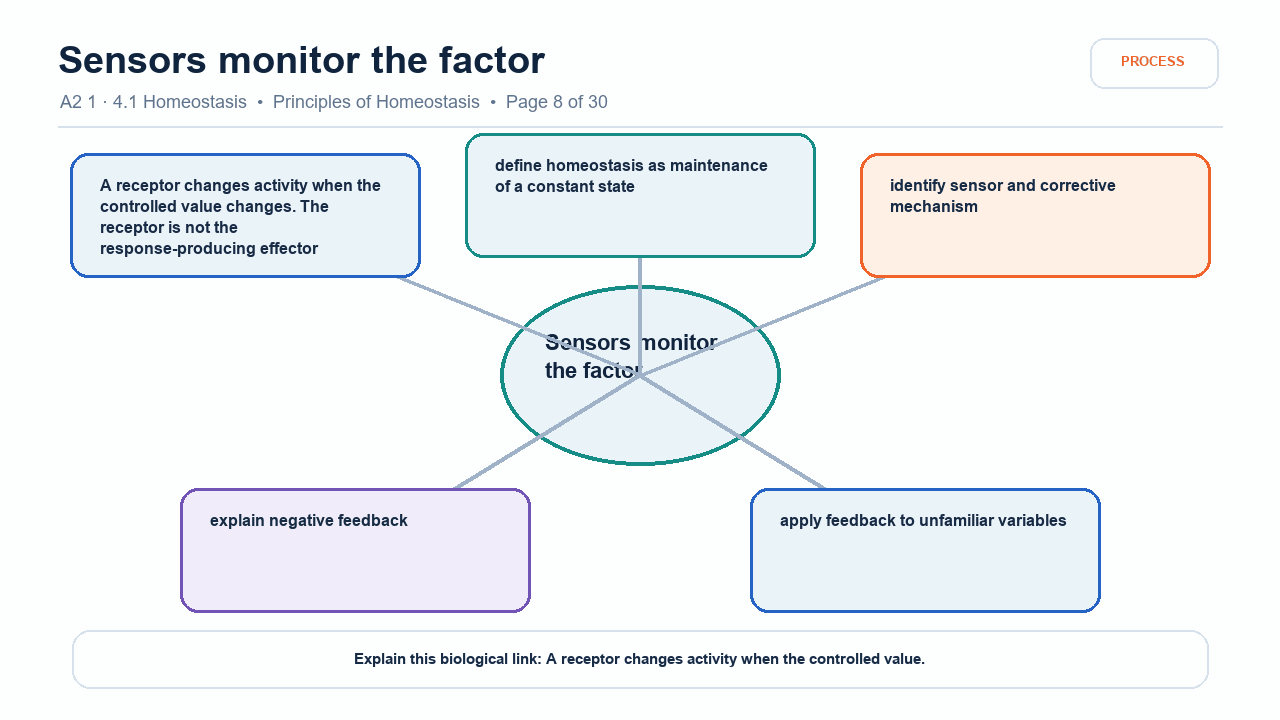 Sensors monitor the factor
PROCESS
A2 1 · 4.1 Homeostasis • Principles of Homeostasis • Page 8 of 30
A receptor changes activity when the
controlled value changes. The
receptor is not the
response-producing effector
define homeostasis as maintenance
of a constant state
identify sensor and corrective
mechanism
Sensors monitor
the factor
explain negative feedback
apply feedback to unfamiliar variables
Explain this biological link: A receptor changes activity when the controlled value.